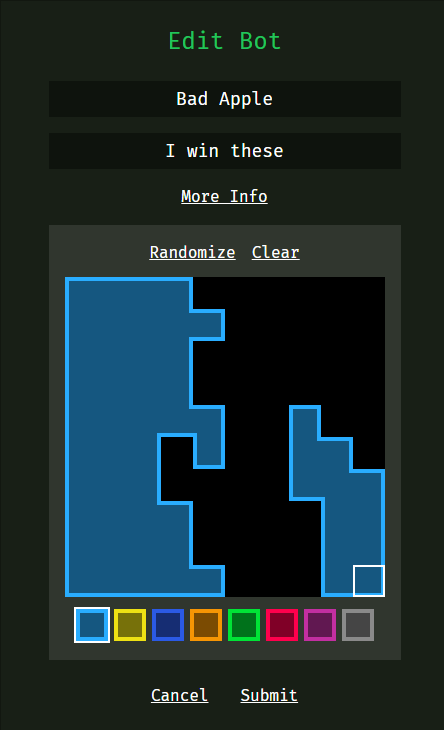 Edit Bot
Bad Apple
I win these
More Info
Randomize Clear
Cancel Submit